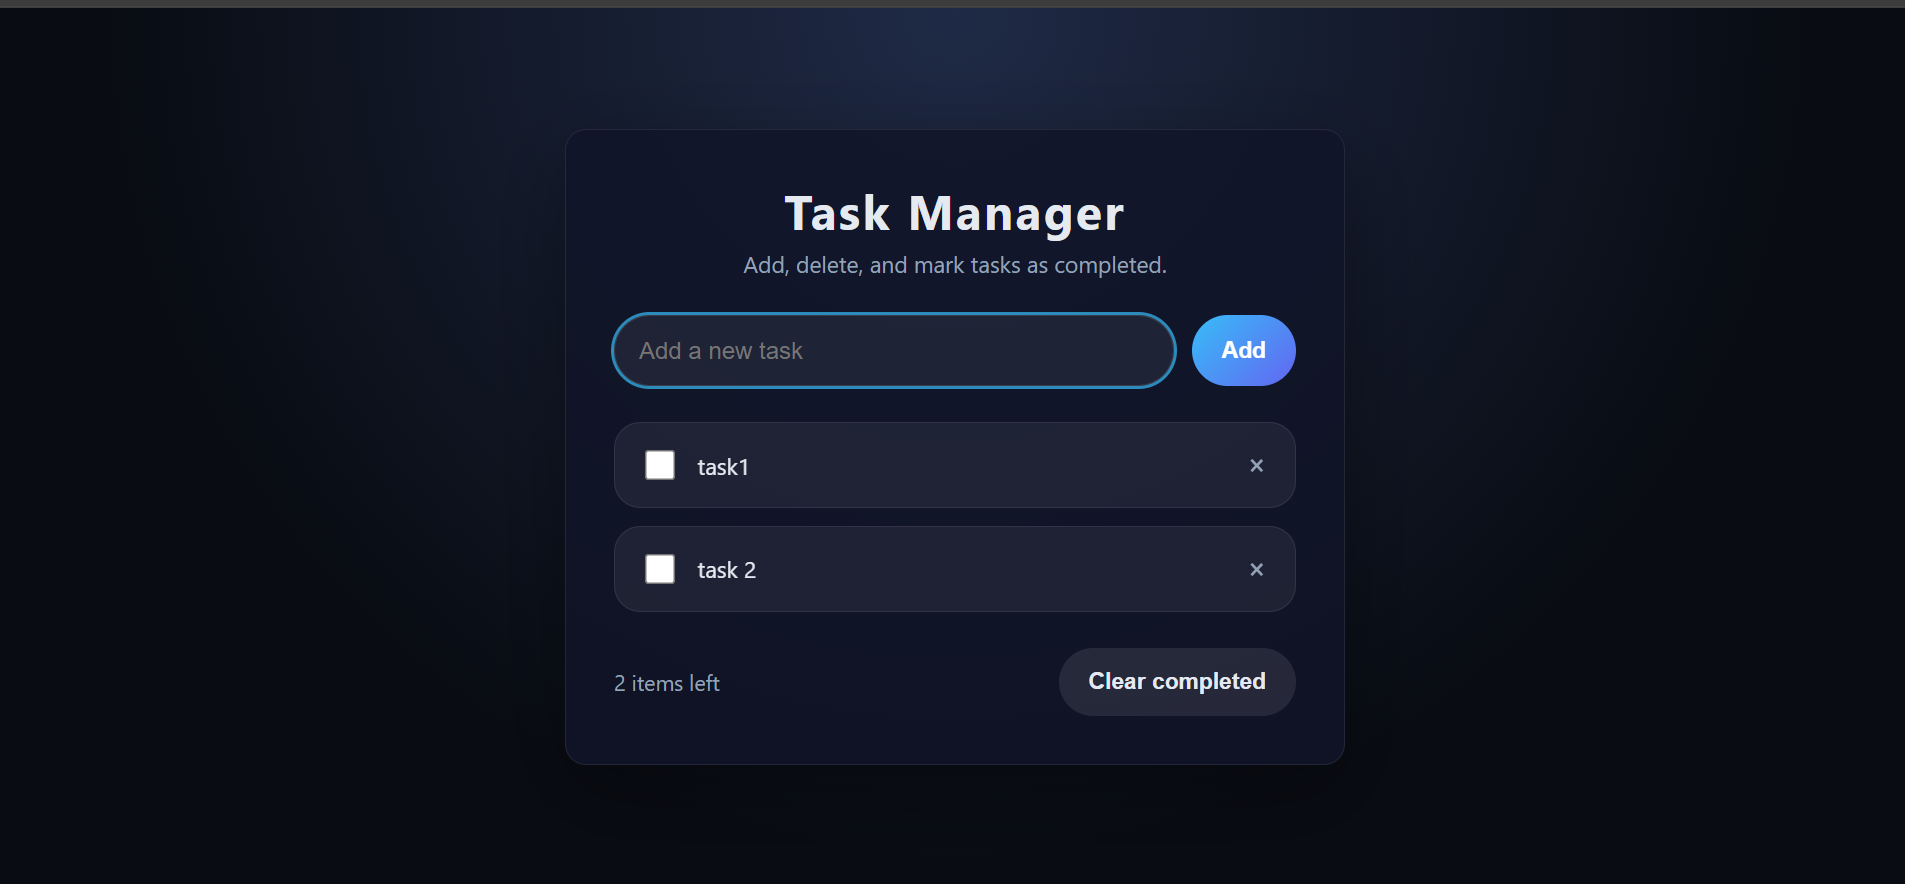 Task Manager
Add, delete, and mark tasks as completed.
Add a new task
Add
task1
×
task 2
×
2 items left
Clear completed